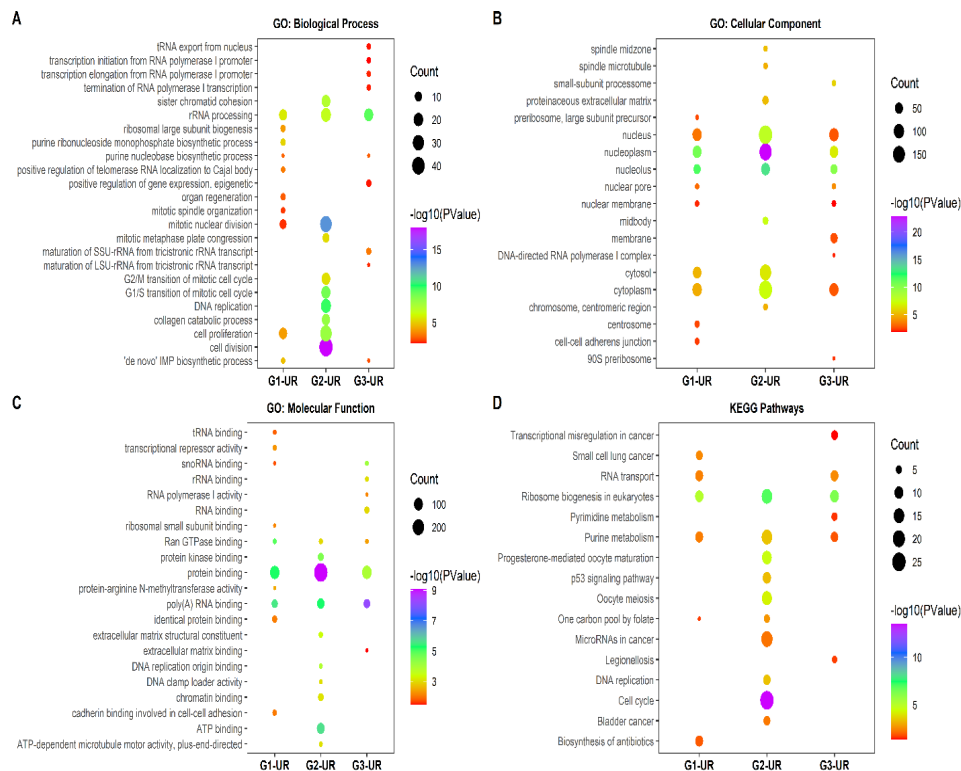 A
GO: Biological Process
tRNA export from nucleus
transcription initiation from RNA polymerase I promoter
transcription elongation from RNA polymerase I promoter
termination of RNA polymerase I transcription
sister chromatid cohesion
rRNA processing
ribosomal large subunit biogenesis
purine ribonucleoside monophosphate biosynthetic process
purine nucleobase biosynthetic process
positive regulation of telomerase RNA localization to Cajal body
positive regulation of gene expression, epigenetic
organ regeneration
mitotic spindle organization
mitotic nuclear division
mitotic metaphase plate congression
maturation of SSU-rRNA from tricistronic rRNA transcript
maturation of LSU-rRNA from tricistronic rRNA transcript
G2/M transition of mitotic cell cycle
G1/S transition of mitotic cell cycle
DNA replication
collagen catabolic process
cell proliferation
cell division
'de novo' IMP biosynthetic process
G1-UR G2-UR G3-UR
Count
10
20
30
40
-log10(PValue)
15
10
5
B
GO: Cellular Component
spindle midzone
spindle microtubule
small-subunit processome
proteinaceous extracellular matrix
preribosome, large subunit precursor
nucleus
nucleoplasm
nucleolus
nuclear pore
nuclear membrane
midbody
membrane
DNA-directed RNA polymerase I complex
cytosol
cytoplasm
chromosome, centromeric region
centrosome
cell-cell adherens junction
90S preribosome
G1-UR G2-UR G3-UR
Count
50
100
150
-log10(PValue)
20
15
10
5
C
GO: Molecular Function
tRNA binding
transcriptional repressor activity
snoRNA binding
rRNA binding
RNA polymerase I activity
RNA binding
ribosomal small subunit binding
Ran GTPase binding
protein kinase binding
protein binding
protein-arginine N-methyltransferase activity
poly(A) RNA binding
identical protein binding
extracellular matrix structural constituent
extracellular matrix binding
DNA replication origin binding
DNA clamp loader activity
chromatin binding
cadherin binding involved in cell-cell adhesion
ATP binding
ATP-dependent microtubule motor activity, plus-end-directed
G1-UR G2-UR G3-UR
Count
100
200
-log10(PValue)
9
7
5
3
D
KEGG Pathways
Transcriptional misregulation in cancer
Small cell lung cancer
RNA transport
Ribosome biogenesis in eukaryotes
Pyrimidine metabolism
Purine metabolism
Progesterone-mediated oocyte maturation
p53 signaling pathway
Oocyte meiosis
One carbon pool by folate
MicroRNAs in cancer
Legionellosis
DNA replication
Cell cycle
Bladder cancer
Biosynthesis of antibiotics
G1-UR G2-UR G3-UR
Count
5
10
15
20
25
-log10(PValue)
10
5